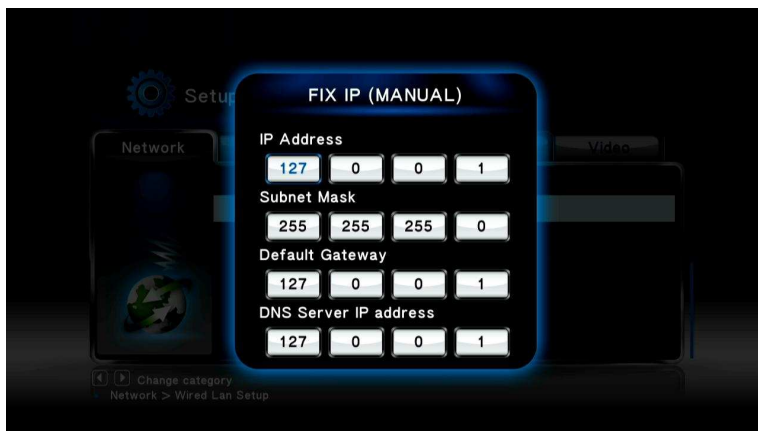 Setup
FIX IP (MANUAL)
Network
Video
IP Address
127 0 0 1
Subnet Mask
255 255 255 0
Default Gateway
127 0 0 1
DNS Server IP address
127 0 0 1
Change category
Network > Wired Lan Setup